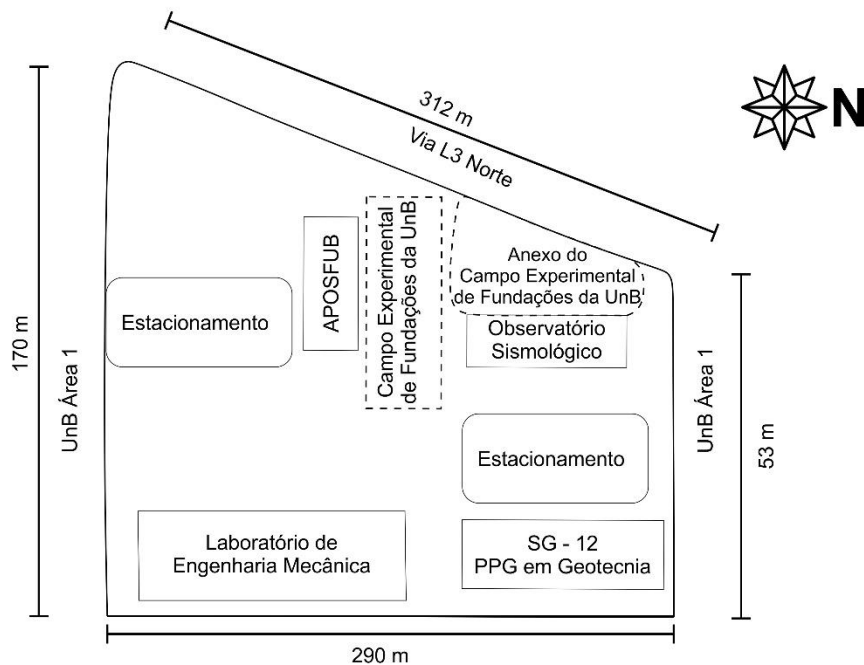 312 m
Via L3 Norte
N
170 m
UnB Área 1
Estacionamento
APOSFUB
Campo Experimental
de Fundações da UnB
Anexo do
Campo Experimental
de Fundações da UnB
Observatório
Sismológico
Estacionamento
UnB Área 1
53 m
Laboratório de
Engenharia Mecânica
SG - 12
PPG em Geotecnia
290 m